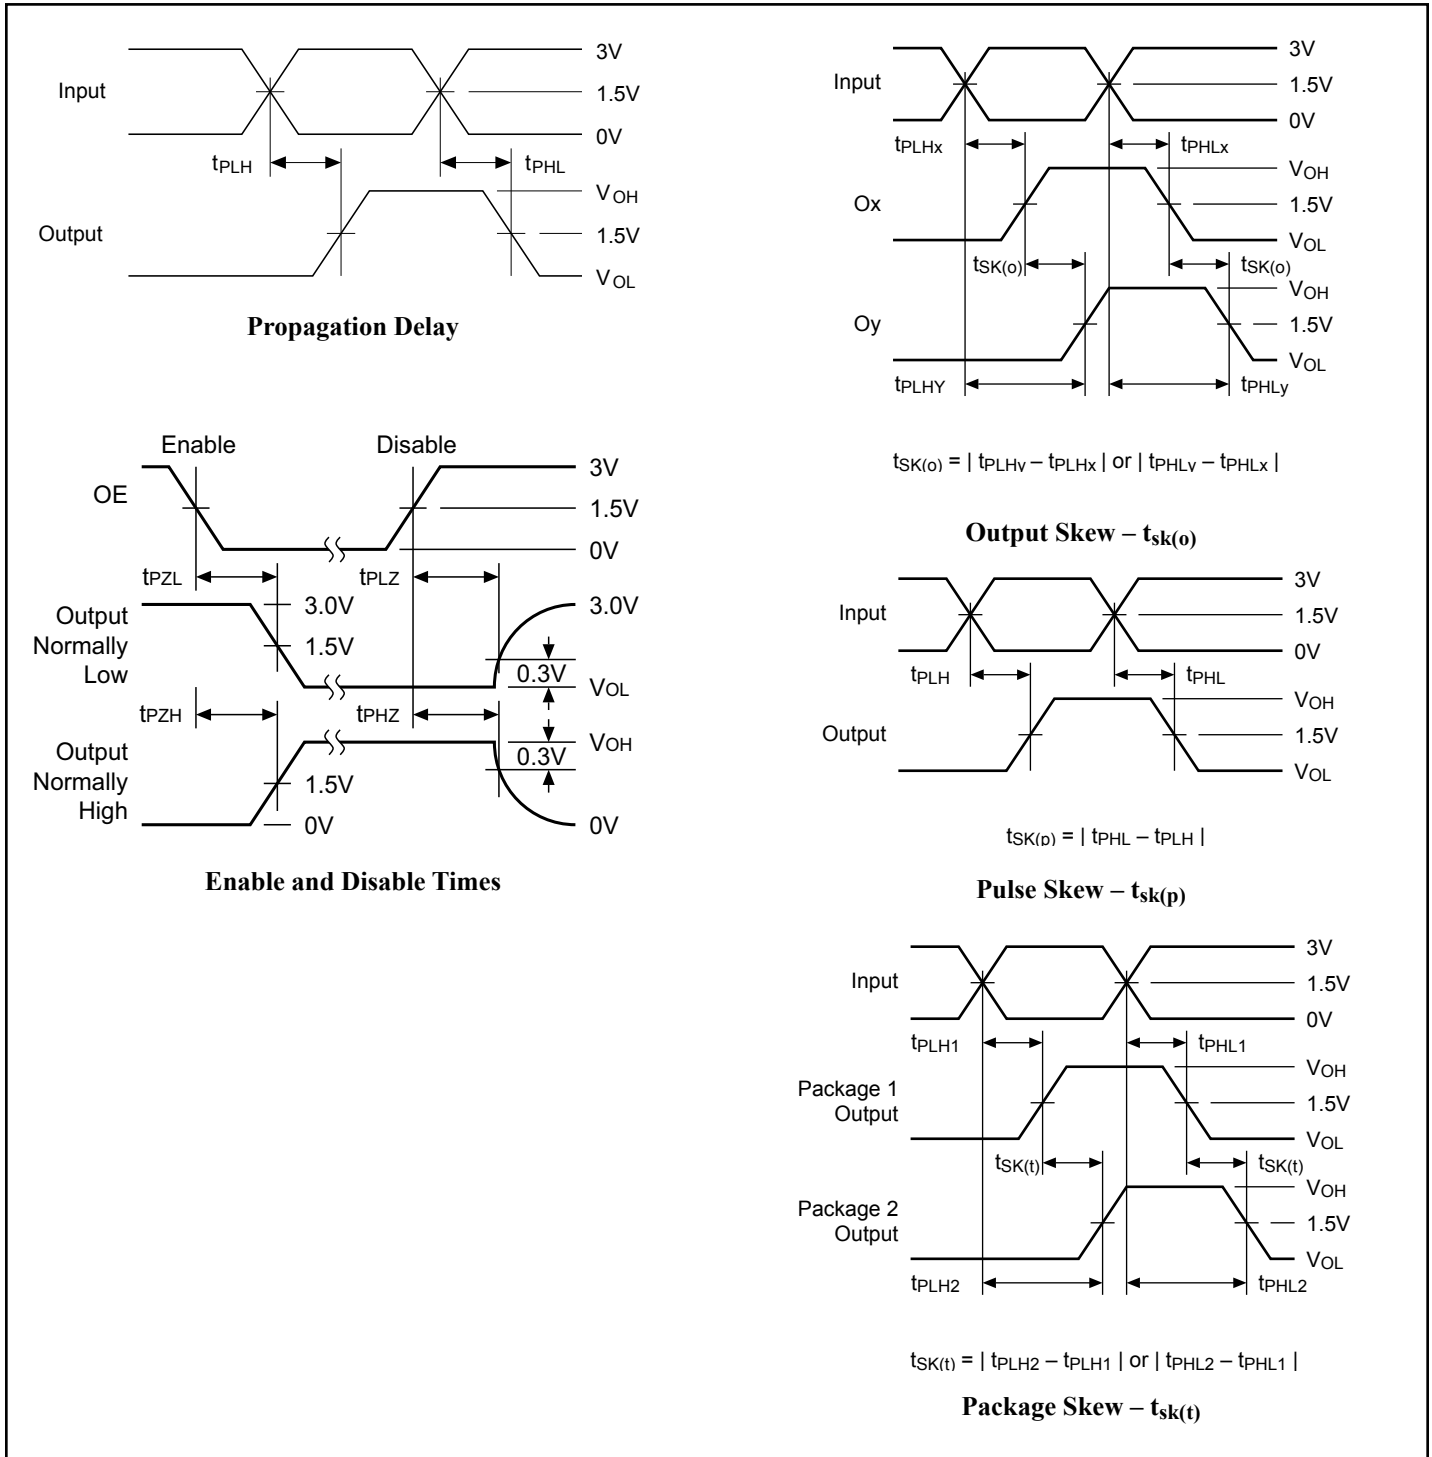 3V
Input
1.5V
0V
tPLH
tPHL
VOH
Output
1.5V
VOL
Propagation Delay
Enable
Disable
3V
OE
1.5V
0V
tPZL
tPLZ
Output
Normally
Low
3.0V
1.5V
3.0V
0.3V
VOL
tPZH
tPHZ
Output
Normally
High
VOH
0.3V
1.5V
0V
0V
Enable and Disable Times
3V
Input
1.5V
0V
tPLHx
tPHLx
VOH
Ox
1.5V
VOL
tSK(o)
tSK(o)
VOH
Oy
1.5V
VOL
tPLHY
tPHLy
tSK(o) = | tPLHy – tPLHx | or | tPHLy – tPHLx |
Output Skew – tsk(o)
3V
Input
1.5V
0V
tPLH
tPHL
VOH
Output
1.5V
VOL
tSK(p) = | tPHL – tPLH |
Pulse Skew – tsk(p)
3V
Input
1.5V
0V
tPLH1
tPHL1
VOH
Package 1
Output
1.5V
VOL
tSK(t)
tSK(t)
VOH
Package 2
Output
1.5V
VOL
tPLH2
tPHL2
tSK(t) = | tPLH2 – tPLH1 | or | tPHL2 – tPHL1 |
Package Skew – tsk(t)